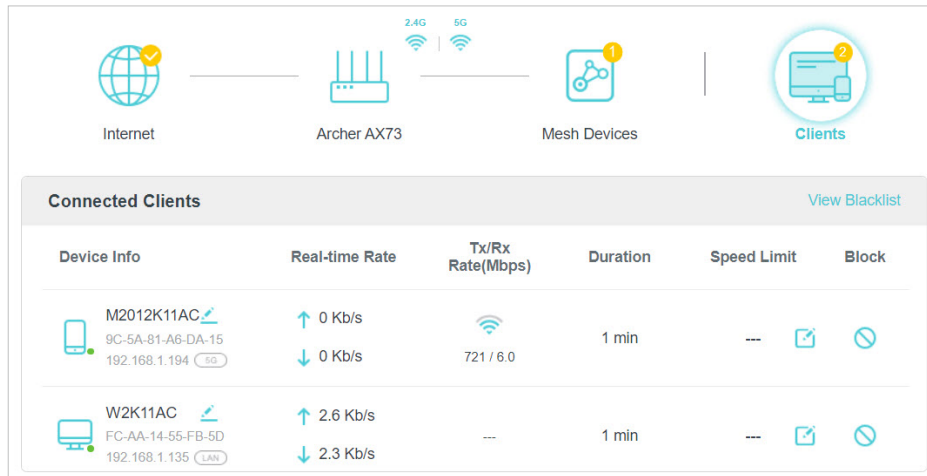 2.4G 5G
1
2
Internet
Archer AX73
Mesh Devices
Clients
Connected Clients
View Blacklist
Device Info
Real-time Rate
Tx/Rx
Rate(Mbps)
Duration
Speed Limit
Block
M2012K11AC
9C-5A-81-A6-DA-15
192.168.1.194 5G
↑ 0 Kb/s
↓ 0 Kb/s
721 / 6.0
1 min
---
W2K11AC
FC-AA-14-55-FB-5D
192.168.1.135 LAN
↑ 2.6 Kb/s
↓ 2.3 Kb/s
---
1 min
---